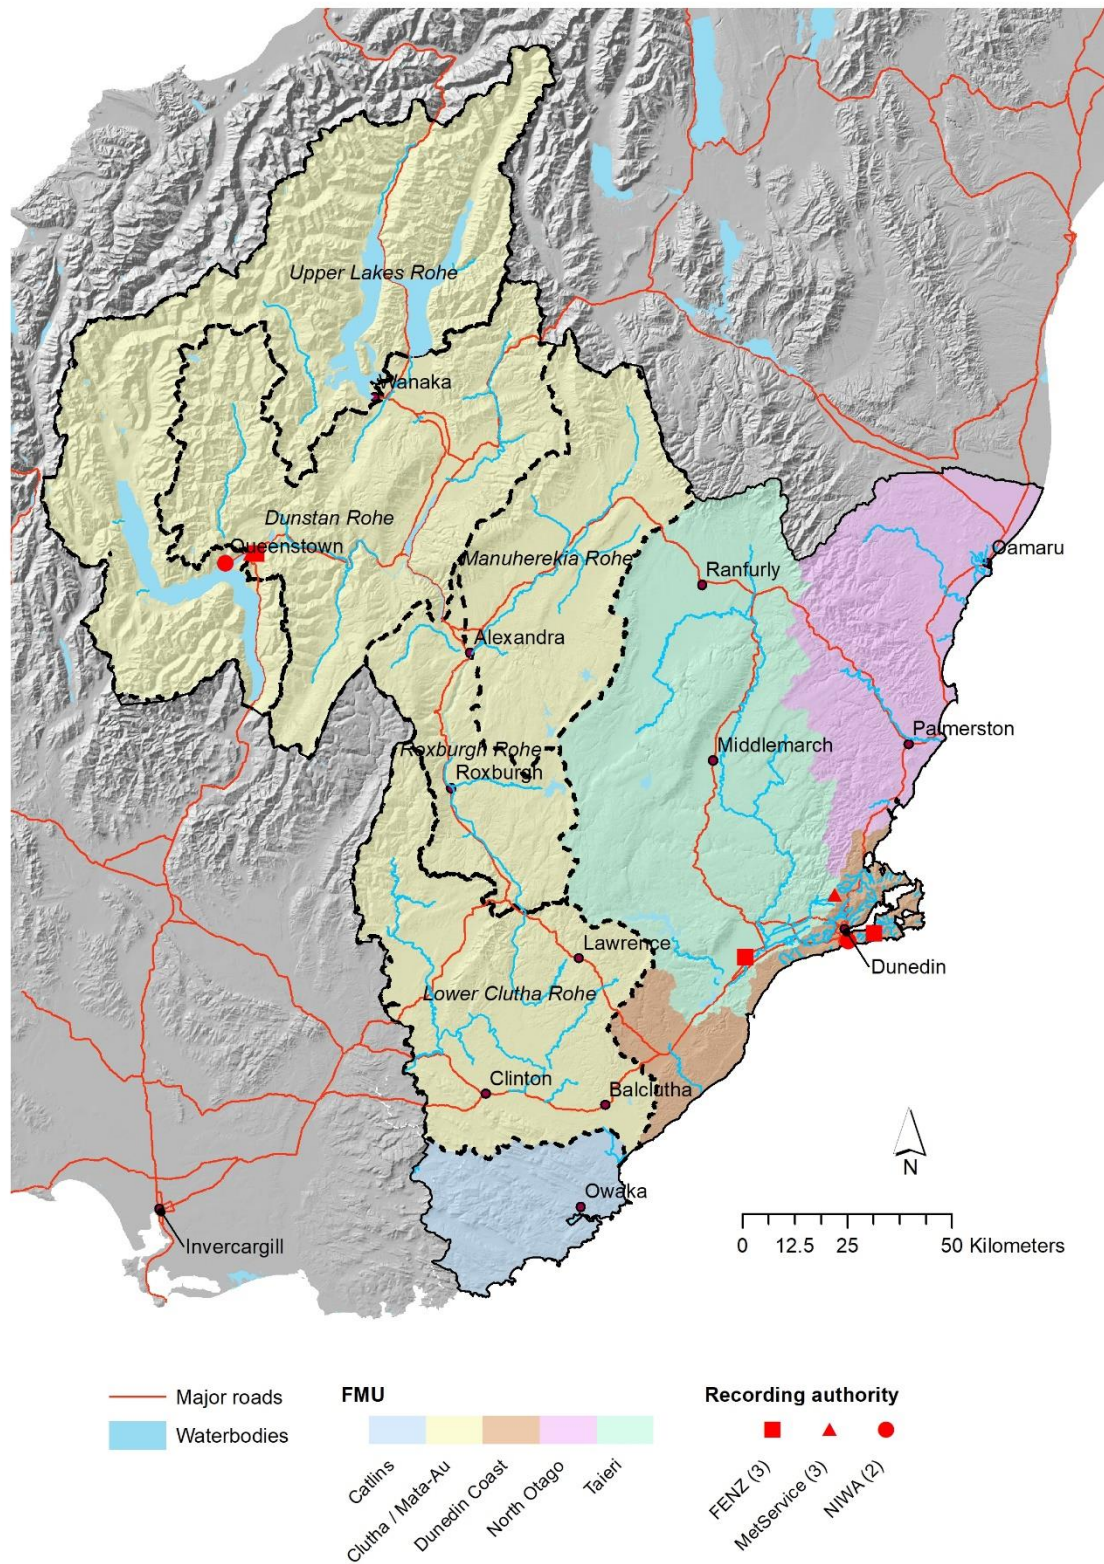 Upper Lakes Rohe
Wanaka
Dunstan Rohe
Queenstown
Manuherekia Rohe
Oamaru
Ranfurly
Alexandra
Palmerston
Middlemarch
Roxburgh Rohe
Roxburgh
Lawrence
Dunedin
Lower Clutha Rohe
Clinton
Balclutha
N
Owaka
Invercargill
0 12.5 25 50 Kilometers
Major roads
Waterbodies
FMU
Catlins
Clutha / Mata-Au
Dunedin Coast
North Otago
Taieri
Recording authority
FENZ (3)
MetService (3)
NIWA (2)